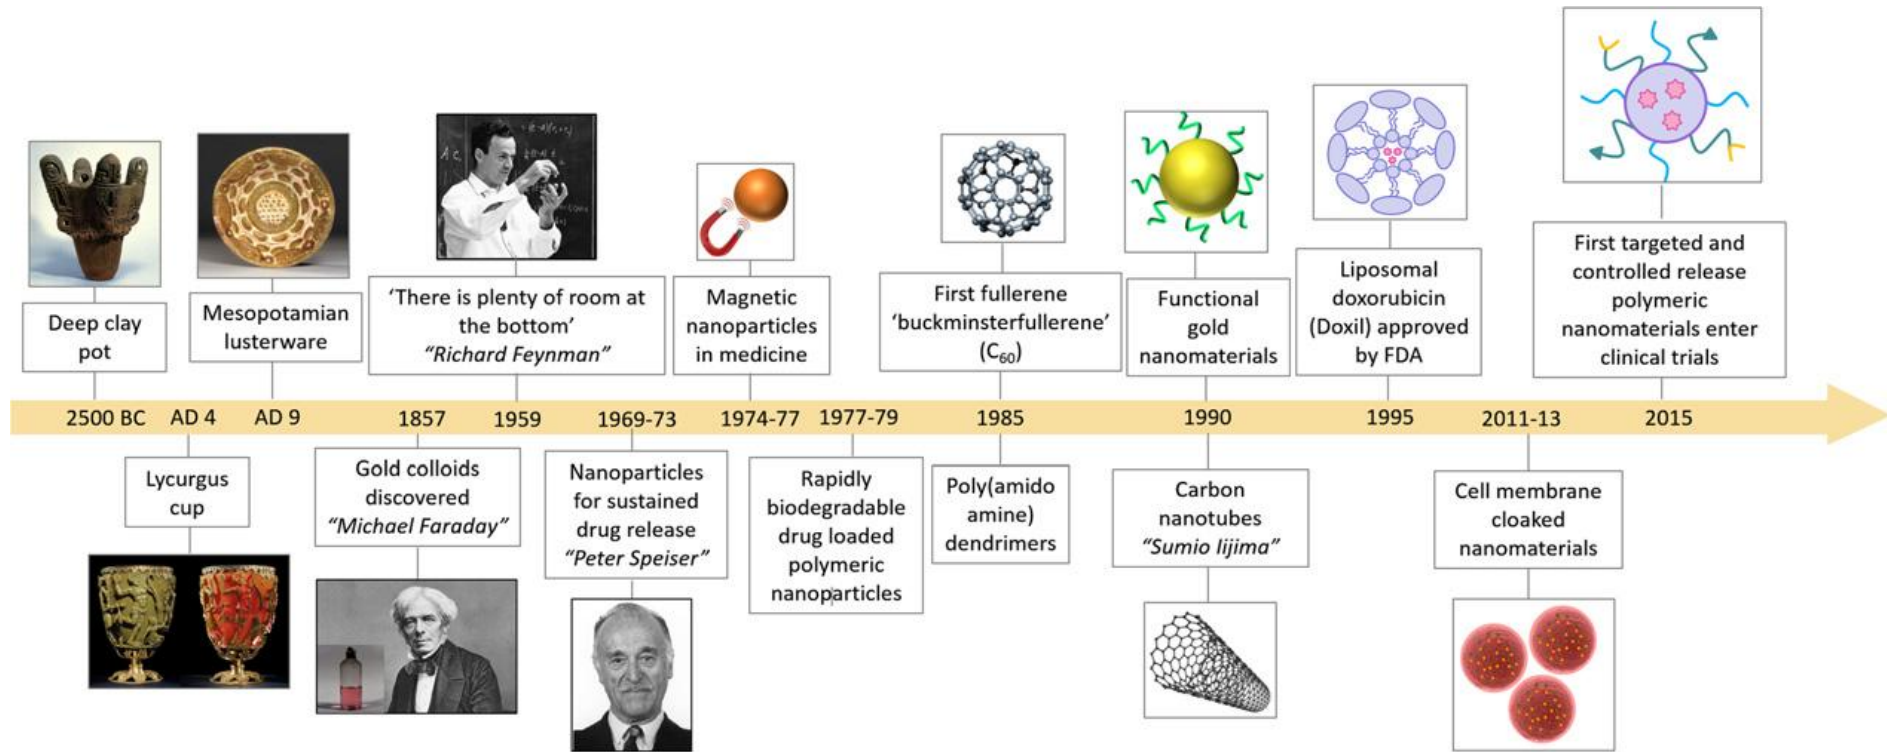 Deep clay
pot
Mesopotamian
lusterware
‘There is plenty of room at
the bottom’
“Richard Feynman”
Magnetic
nanoparticles
in medicine
First fullerene
‘buckminsterfullerene’
(C₆₀)
Functional
gold
nanomaterials
Liposomal
doxorubicin
(Doxil) approved
by FDA
First targeted and
controlled release
polymeric
nanomaterials enter
clinical trials
2500 BC AD 4 AD 9 1857 1959 1969-73 1974-77 1977-79 1985 1990 1995 2011-13 2015
Lycurgus
cup
Gold colloids
discovered
“Michael Faraday”
Nanoparticles
for sustained
drug release
“Peter Speiser”
Rapidly
biodegradable
drug loaded
polymeric
nanoparticles
Poly(amido
amine)
dendrimers
Carbon
nanotubes
“Sumio Iijima”
Cell membrane
cloaked
nanomaterials